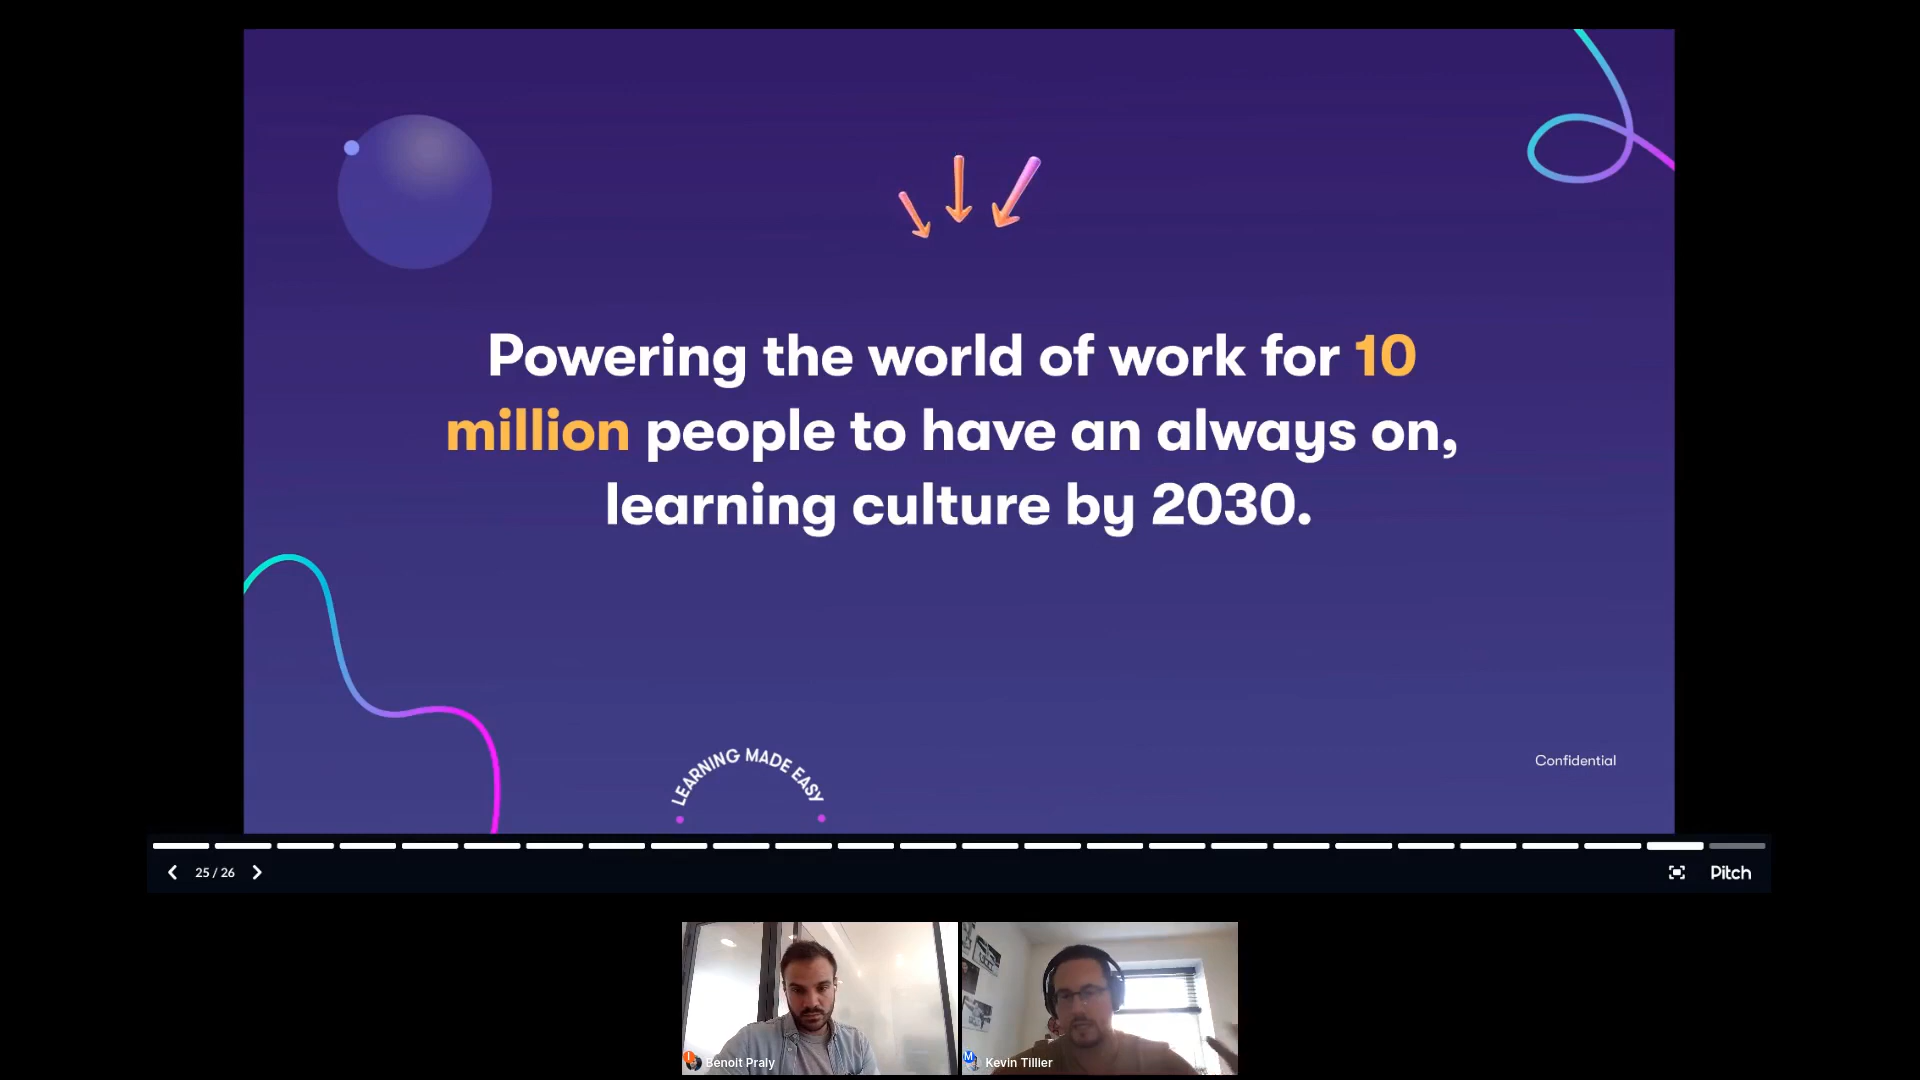 Powering the world of work for 10
million people to have an always on,
learning culture by 2030.
LEARNING MADE EASY
Confidential
25 / 26
Pitch
Benoit Praly
Kevin Tillier